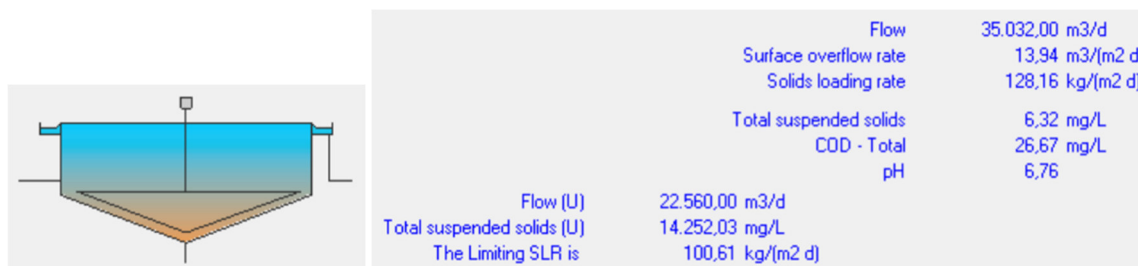 Flow 35.032,00 m3/d
Surface overflow rate 13,94 m3/(m2 d
Solids loading rate 128,16 kg/(m2 d)
Total suspended solids 6,32 mg/L
COD - Total 26,67 mg/L
pH 6,76
Flow (U) 22.560,00 m3/d
Total suspended solids (U) 14.252,03 mg/L
The Limiting SLR is 100,61 kg/(m2 d)